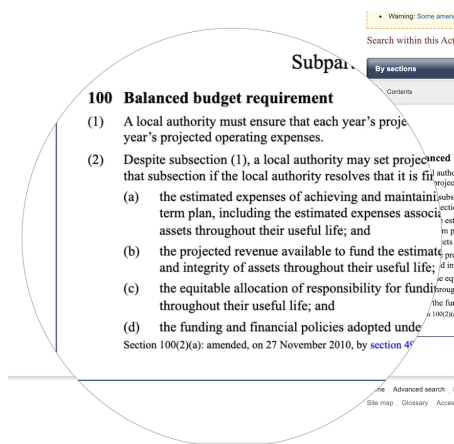 Warning: Some amen
Search within this Act
By sections
Contents
Subpar
100 Balanced budget requirement
(1) A local authority must ensure that each year's proje
year's projected operating expenses.
(2) Despite subsection (1), a local authority may set projec
that subsection if the local authority resolves that it is fi
(a) the estimated expenses of achieving and maintaini
term plan, including the estimated expenses associa
assets throughout their useful life; and
(b) the projected revenue available to fund the estimate
and integrity of assets throughout their useful life;
(c) the equitable allocation of responsibility for fundi
throughout their useful life; and
(d) the funding and financial policies adopted unde
Section 100(2)(a): amended, on 27 November 2010, by section 49
Advanced search
Site map Glossary Acces